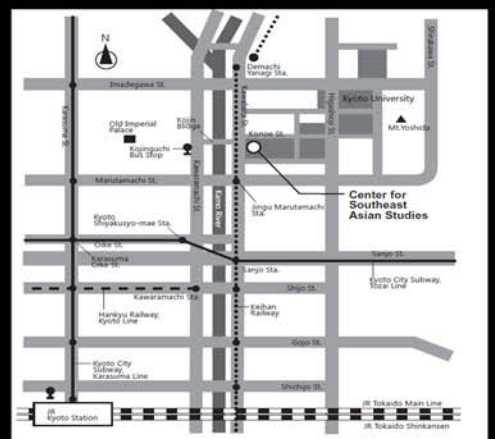 N
Demachi
Yanagi Sta.
Shirakawa St.
Imadegawa St.
Karasuma St.
Kawabata St.
Higashioji St.
Kyoto University
Old Imperial
Palace
Kojin
Bridge
Konoe St.
Mt.Yoshida
Kojinguchi
Bus Stop
Kawaramachi St.
Marutamachi St.
Kamo River
Jingu Marutamachi
Sta.
Center for
Southeast
Asian Studies
Kyoto
Shiyakusyo-mae Sta.
Oike St.
Karasuma
Oike St.
Sanjo St.
Sanjo Sta.
Kyoto City Subway,
Tozai Line
Kawaramachi Sta.
Shijo St.
Hankyu Railway,
Kyoto Line
Keihan
Railway
Gojo St.
Kyoto City
Subway,
Karasuma Line
Shichijo St.
JR
Kyoto Station
JR Tokaido Main Line
JR Tokaido Shinkansen